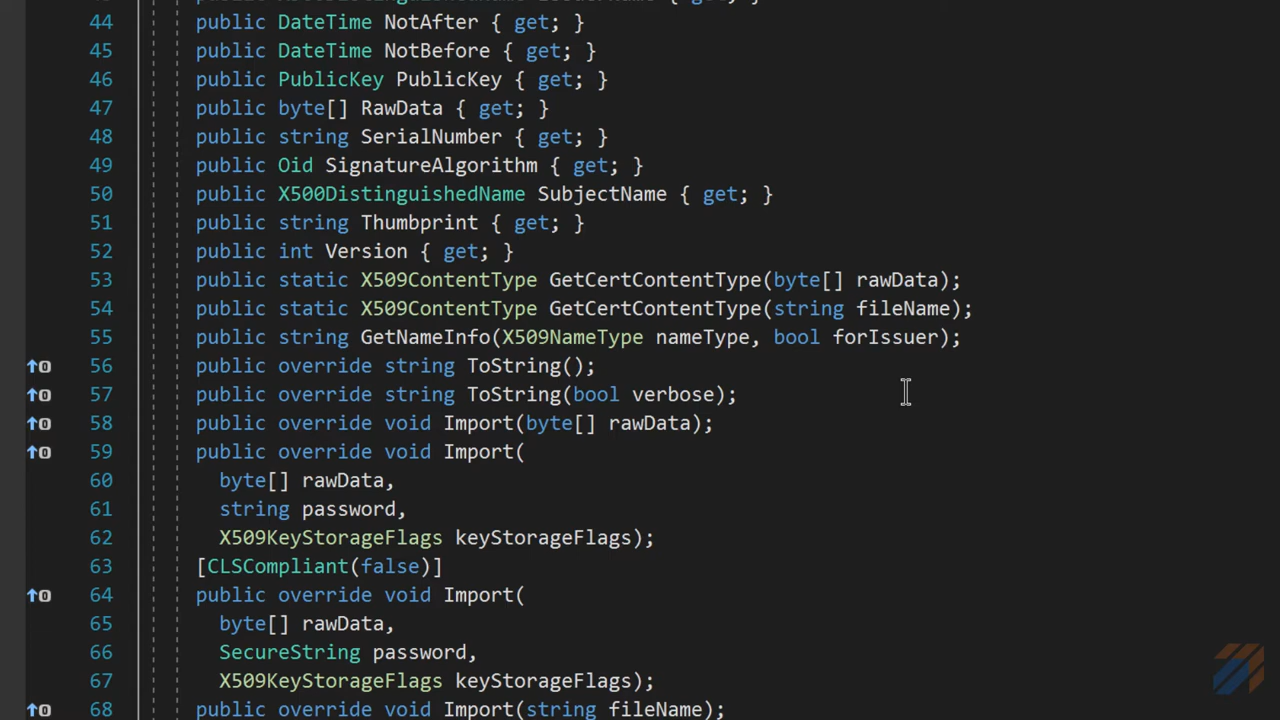 44 public DateTime NotAfter { get; }
45 public DateTime NotBefore { get; }
46 public PublicKey PublicKey { get; }
47 public byte[] RawData { get; }
48 public string SerialNumber { get; }
49 public Oid SignatureAlgorithm { get; }
50 public X500DistinguishedName SubjectName { get; }
51 public string Thumbprint { get; }
52 public int Version { get; }
53 public static X509ContentType GetCertContentType(byte[] rawData);
54 public static X509ContentType GetCertContentType(string fileName);
55 public string GetNameInfo(X509NameType nameType, bool forIssuer);
56 public override string ToString();
57 public override string ToString(bool verbose);
58 public override void Import(byte[] rawData);
59 public override void Import(
60 byte[] rawData,
61 string password,
62 X509KeyStorageFlags keyStorageFlags);
63 [CLSCompliant(false)]
64 public override void Import(
65 byte[] rawData,
66 SecureString password,
67 X509KeyStorageFlags keyStorageFlags);
68 public override void Import(string fileName);